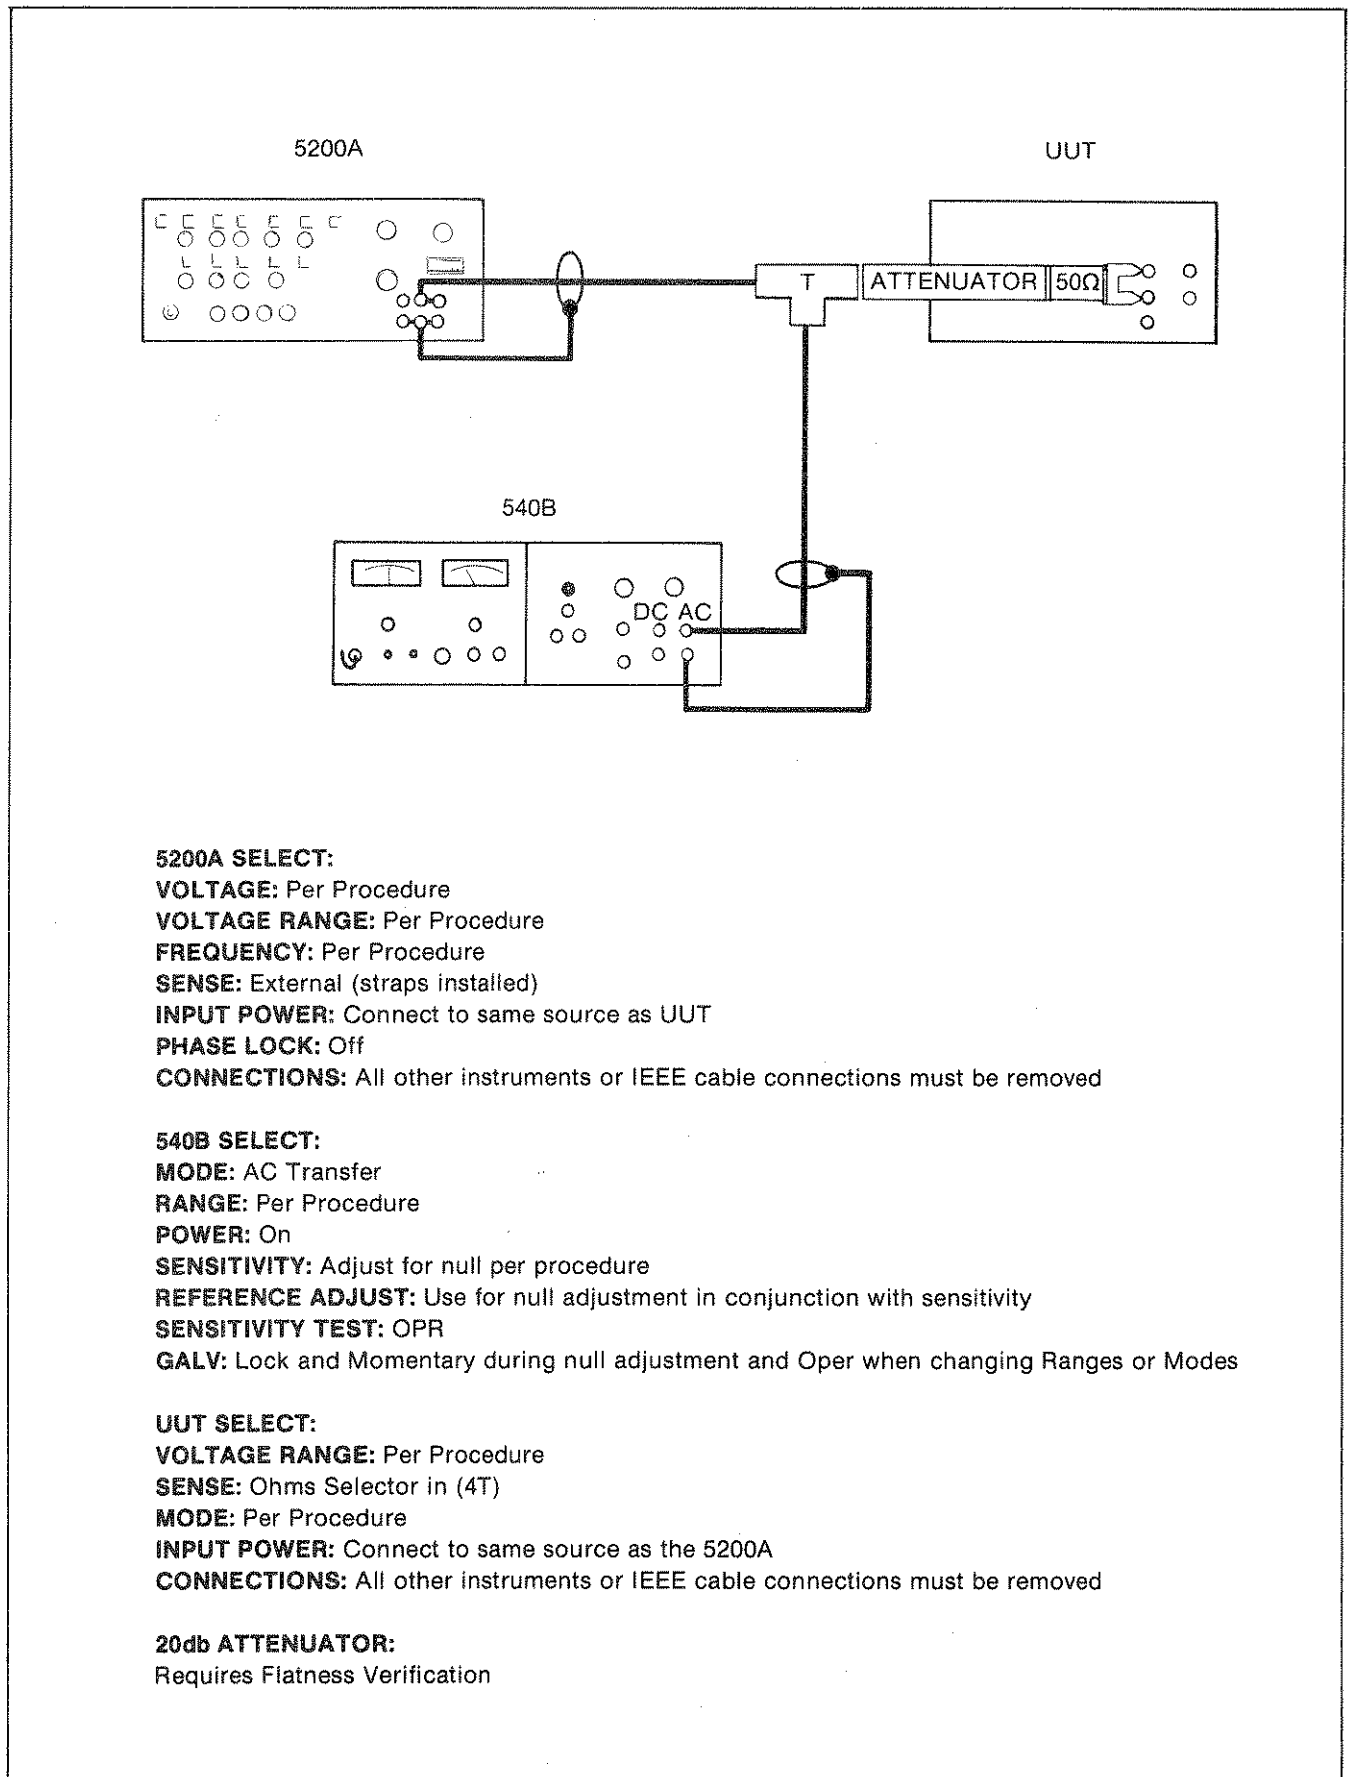 5200A
UUT
T
ATTENUATOR
50Ω
540B
DC AC
5200A SELECT:
VOLTAGE: Per Procedure
VOLTAGE RANGE: Per Procedure
FREQUENCY: Per Procedure
SENSE: External (straps installed)
INPUT POWER: Connect to same source as UUT
PHASE LOCK: Off
CONNECTIONS: All other instruments or IEEE cable connections must be removed
540B SELECT:
MODE: AC Transfer
RANGE: Per Procedure
POWER: On
SENSITIVITY: Adjust for null per procedure
REFERENCE ADJUST: Use for null adjustment in conjunction with sensitivity
SENSITIVITY TEST: OPR
GALV: Lock and Momentary during null adjustment and Oper when changing Ranges or Modes
UUT SELECT:
VOLTAGE RANGE: Per Procedure
SENSE: Ohms Selector in (4T)
MODE: Per Procedure
INPUT POWER: Connect to same source as the 5200A
CONNECTIONS: All other instruments or IEEE cable connections must be removed
20db ATTENUATOR:
Requires Flatness Verification